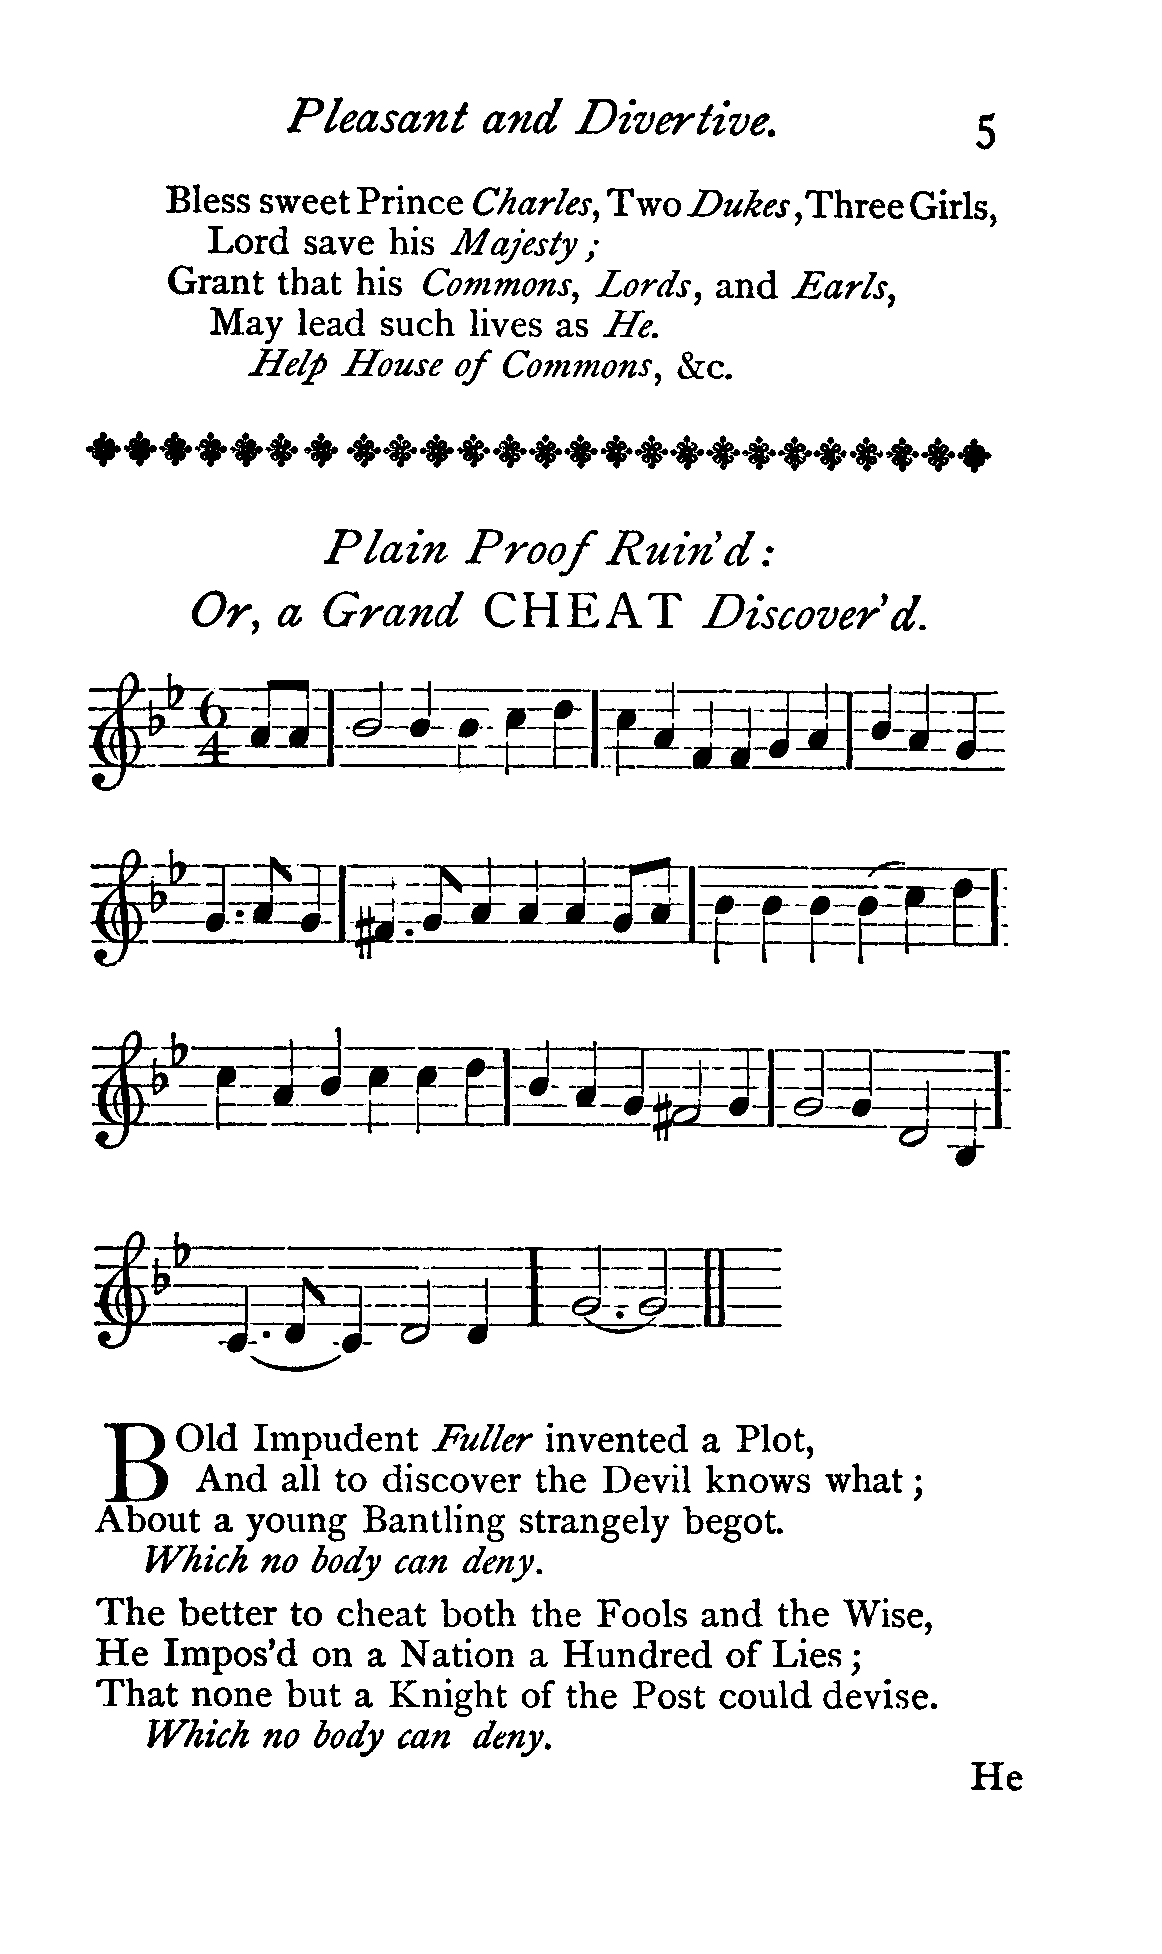 Pleasant and Divertive. 5
Bless sweet Prince Charles, Two Dukes, Three Girls,
Lord save his Majesty;
Grant that his Commons, Lords, and Earls,
May lead such lives as He.
Help House of Commons, &c.
Plain Proof Ruin'd:
Or, a Grand CHEAT Discover'd.
6
4
BOld Impudent Fuller invented a Plot,
And all to discover the Devil knows what;
About a young Bantling strangely begot.
Which no body can deny.
The better to cheat both the Fools and the Wise,
He Impos'd on a Nation a Hundred of Lies;
That none but a Knight of the Post could devise.
Which no body can deny.
He